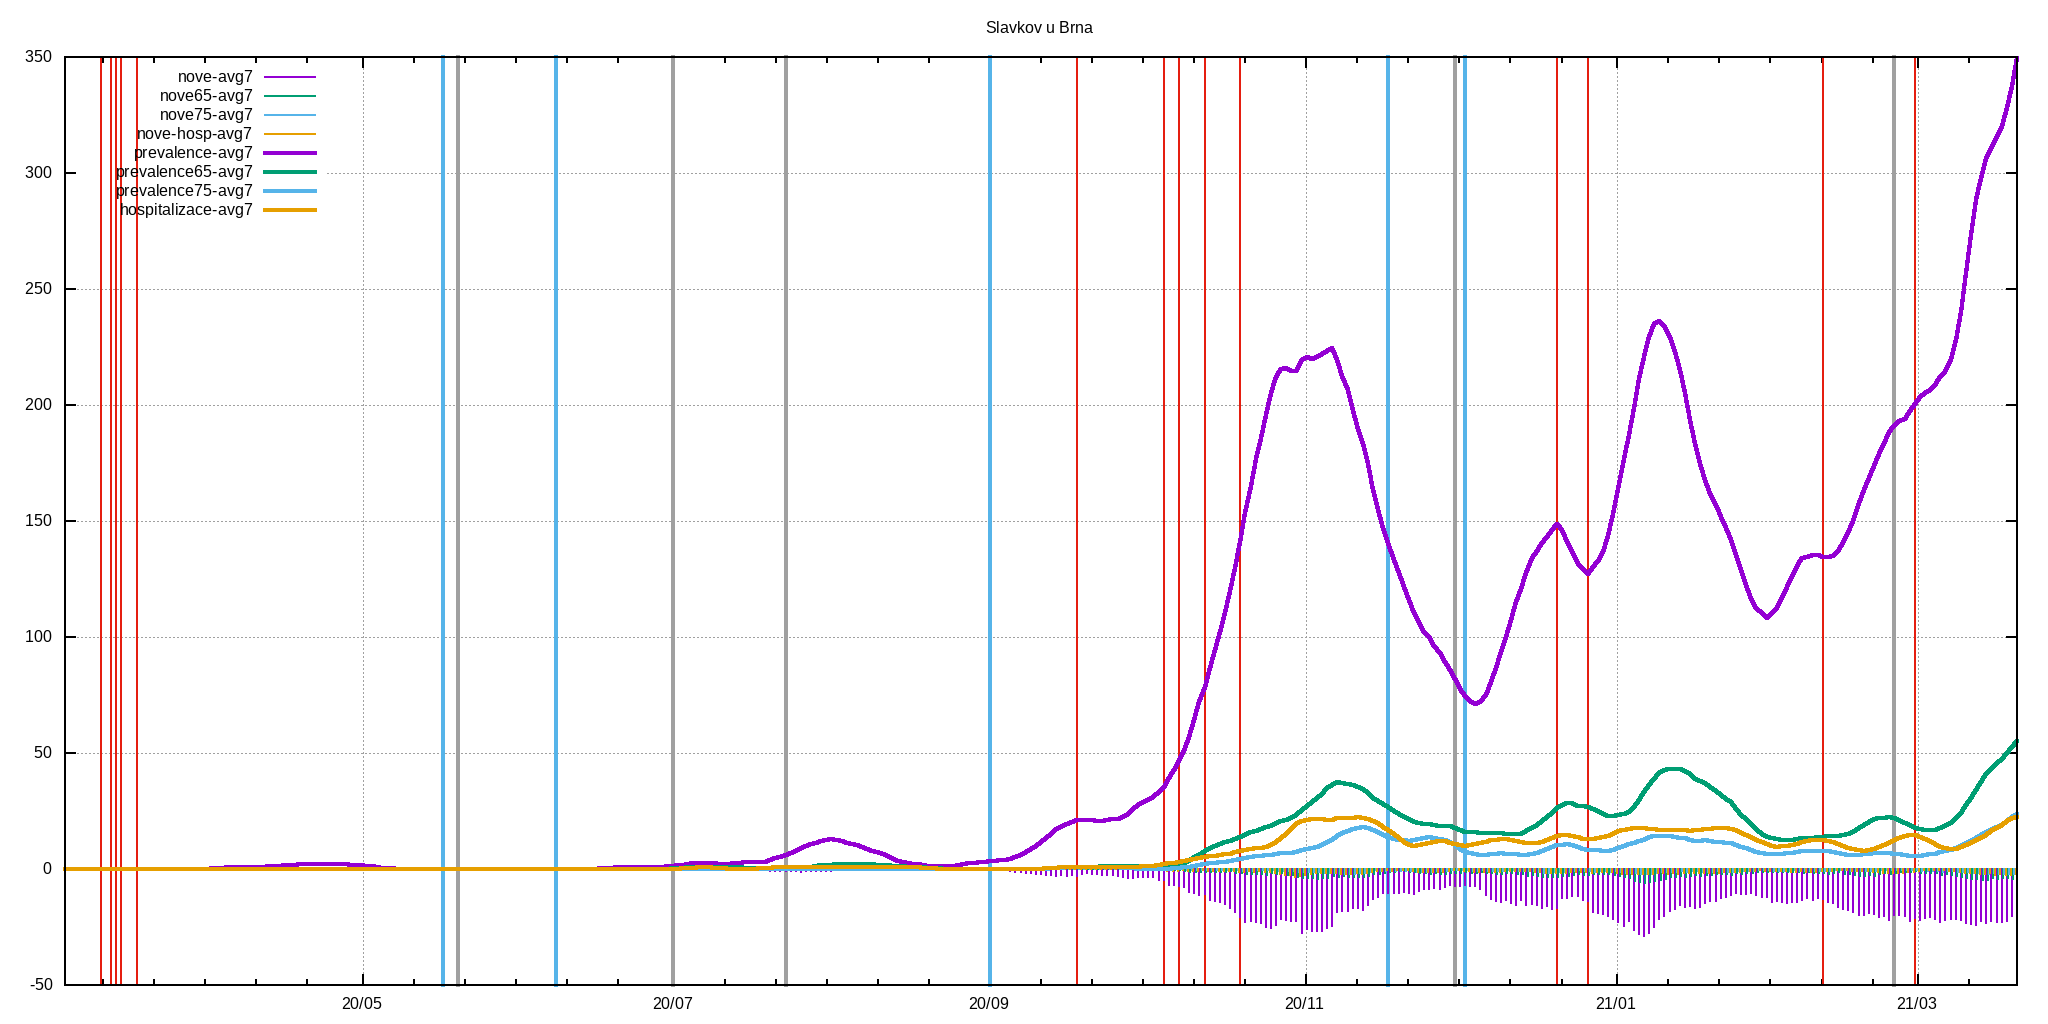 Slavkov u Brna
350
300
250
200
150
100
50
0
-50
nove-avg7
nove65-avg7
nove75-avg7
nove-hosp-avg7
prevalence-avg7
prevalence65-avg7
prevalence75-avg7
hospitalizace-avg7
20/05 20/07 20/09 20/11 21/01 21/03